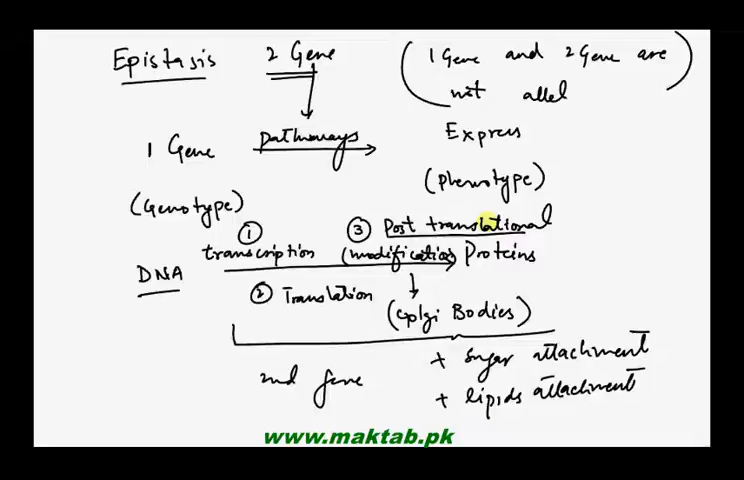 Epistasis 2 Gene (1 Gene and 2 Gene are
not allel)
1 Gene pathways Express
(Genotype) (Phenotype)
① ③ Post translational
transcription (modification) Proteins
DNA
② Translation (Golgi Bodies)
2nd gene + sugar attachment
+ lipids attachment
www.maktab.pk